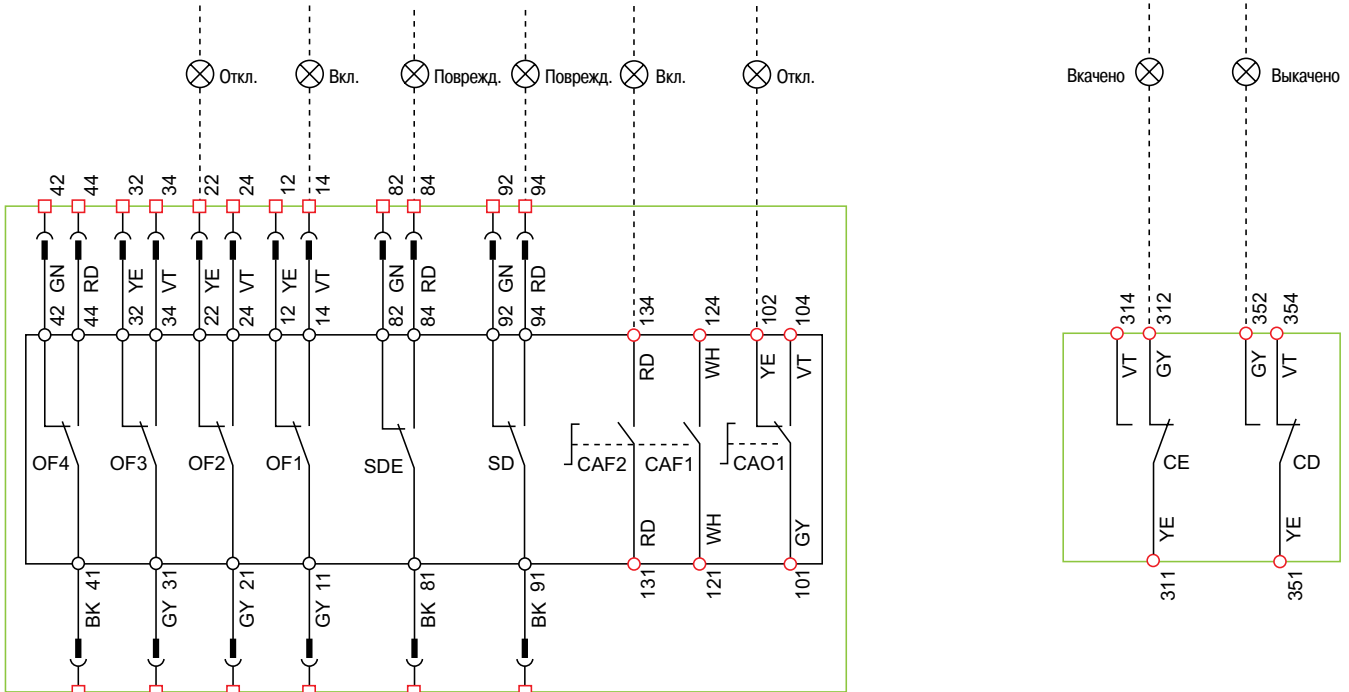 Откл. Вкл. Поврежд. Поврежд. Вкл. Откл. Вкачено Выкачено
42 44 32 34 22 24 12 14 82 84 92 94
GN RD YE VT YE VT YE VT GN RD GN RD
42 44 32 34 22 24 12 14 82 84 92 94 134 124 102 104 314 312 352 354
RD WH YE VT VT GY GY VT
OF4 OF3 OF2 OF1 SDE SD CAF2 CAF1 CAO1 CE CD
RD WH GY YE YE
41 31 21 11 81 91 131 121 101 311 351
BK GY GY GY BK BK